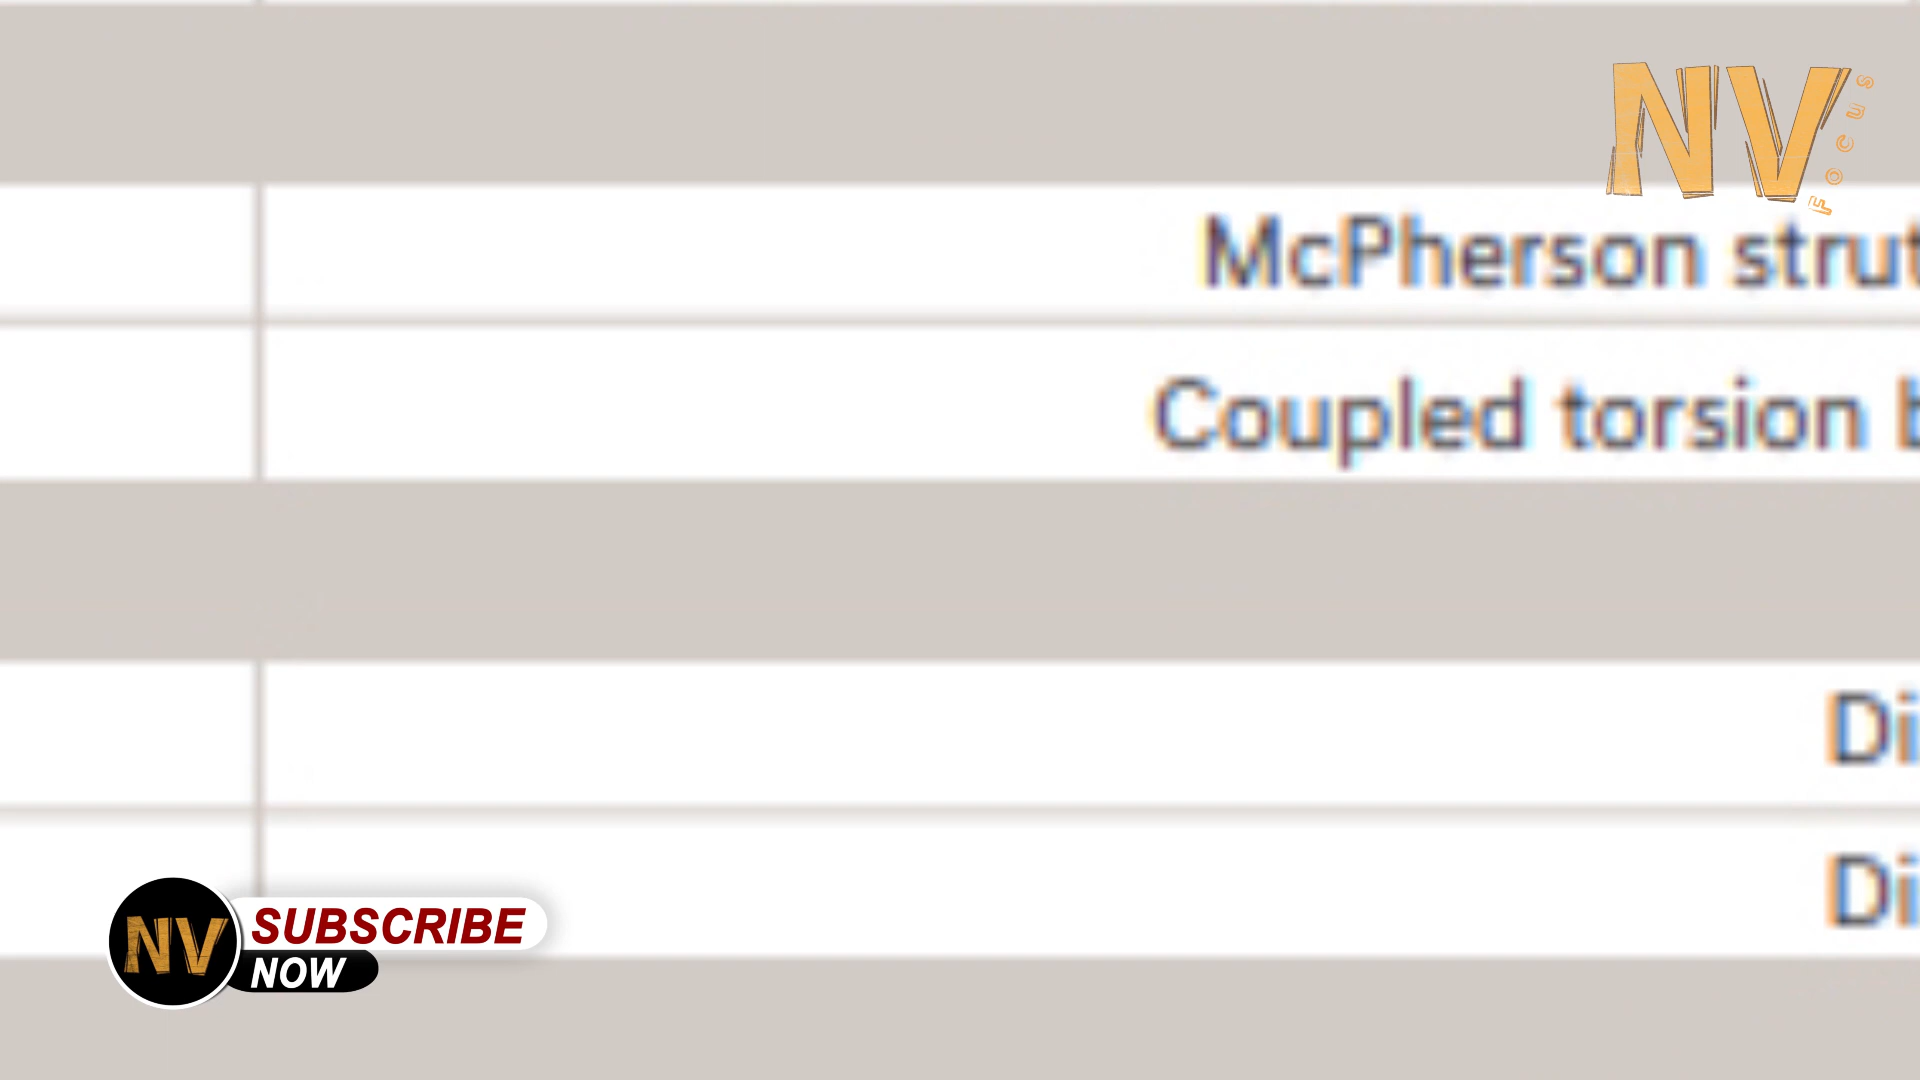 NV
FOCUS
McPherson strut
Coupled torsion
Di
Di
NV
SUBSCRIBE
NOW